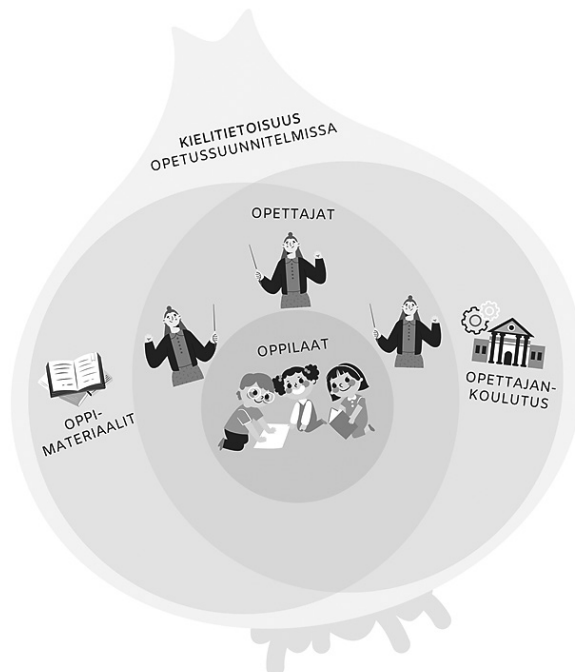 KIELITIETOISUUS
OPETUSSUUNNITELMISSA
OPETTAJAT
OPPILAAT
OPPI-
MATERIAALIT
OPETTAJAN-
KOULUTUS